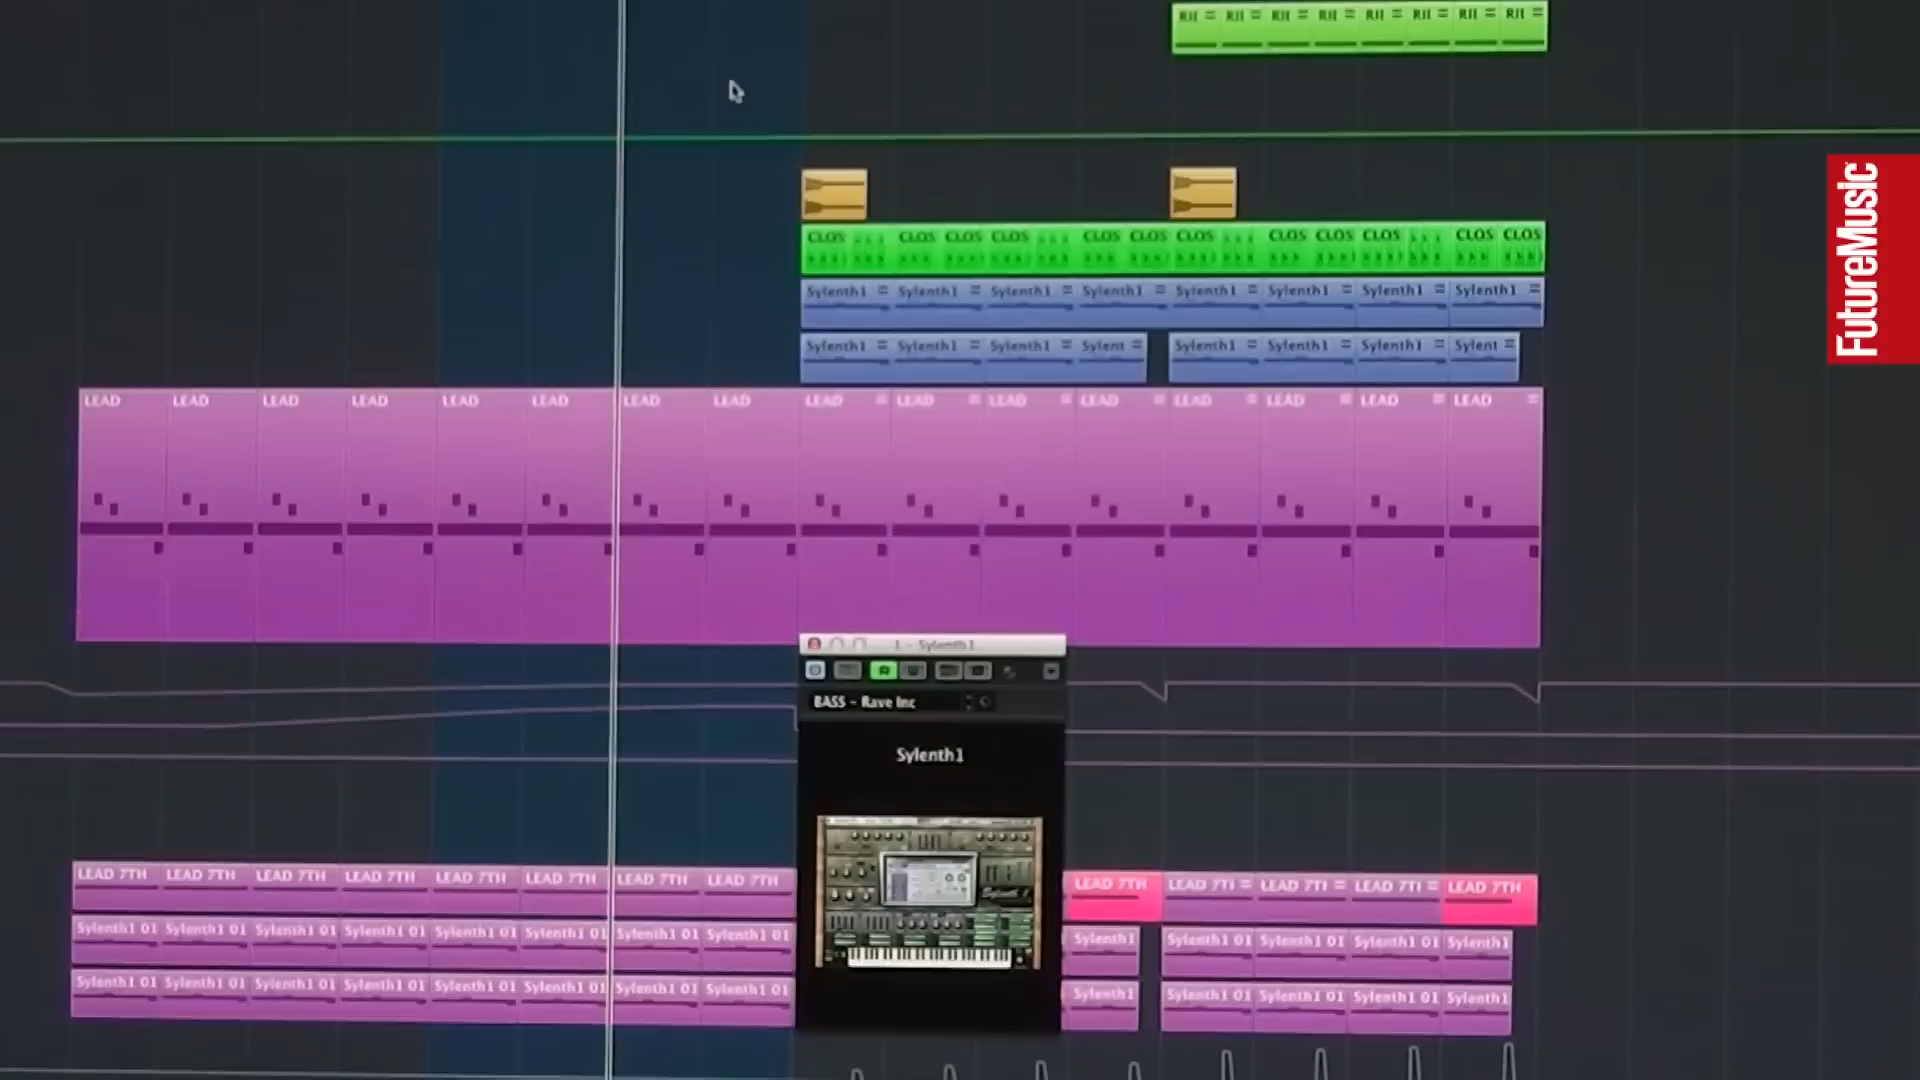 RII RII RII RII RII RII RII RII
FutureMusic
CLOS CLOS CLOS CLOS CLOS CLOS CLOS CLOS CLOS CLOS CLOS CLOS
Sylenth1 Sylenth1 Sylenth1 Sylenth1 Sylenth1 Sylenth1 Sylenth1 Sylenth1
Sylenth1 Sylenth1 Sylenth1 Sylent Sylenth1 Sylenth1 Sylenth1 Sylent
LEAD LEAD LEAD LEAD LEAD LEAD LEAD LEAD LEAD LEAD LEAD LEAD LEAD LEAD LEAD LEAD
1 - Sylenth1
BASS - Rave Inc
Sylenth1
LEAD 7TH LEAD 7TH LEAD 7TH LEAD 7TH LEAD 7TH LEAD 7TH LEAD 7TH LEAD 7TH LEAD 7TH LEAD 7TI LEAD 7TI LEAD 7TI LEAD 7TH
Sylenth1 01 Sylenth1 01 Sylenth1 01 Sylenth1 01 Sylenth1 01 Sylenth1 01 Sylenth1 01 Sylenth1 01 Sylenth1 Sylenth1 01 Sylenth1 01 Sylenth1 01 Sylenth1
Sylenth1 01 Sylenth1 01 Sylenth1 01 Sylenth1 01 Sylenth1 01 Sylenth1 01 Sylenth1 01 Sylenth1 01 Sylenth1 Sylenth1 01 Sylenth1 01 Sylenth1 01 Sylenth1